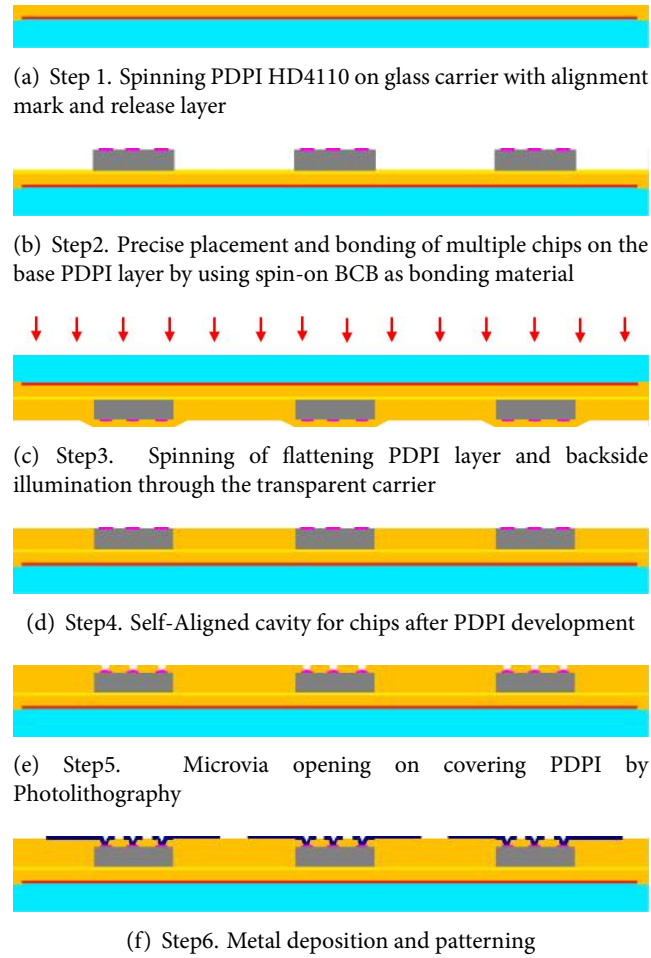 (a) Step 1. Spinning PDPI HD4110 on glass carrier with alignment
mark and release layer
(b) Step2. Precise placement and bonding of multiple chips on the
base PDPI layer by using spin-on BCB as bonding material
(c) Step3. Spinning of flattening PDPI layer and backside
illumination through the transparent carrier
(d) Step4. Self-Aligned cavity for chips after PDPI development
(e) Step5. Microvia opening on covering PDPI by
Photolithography
(f) Step6. Metal deposition and patterning